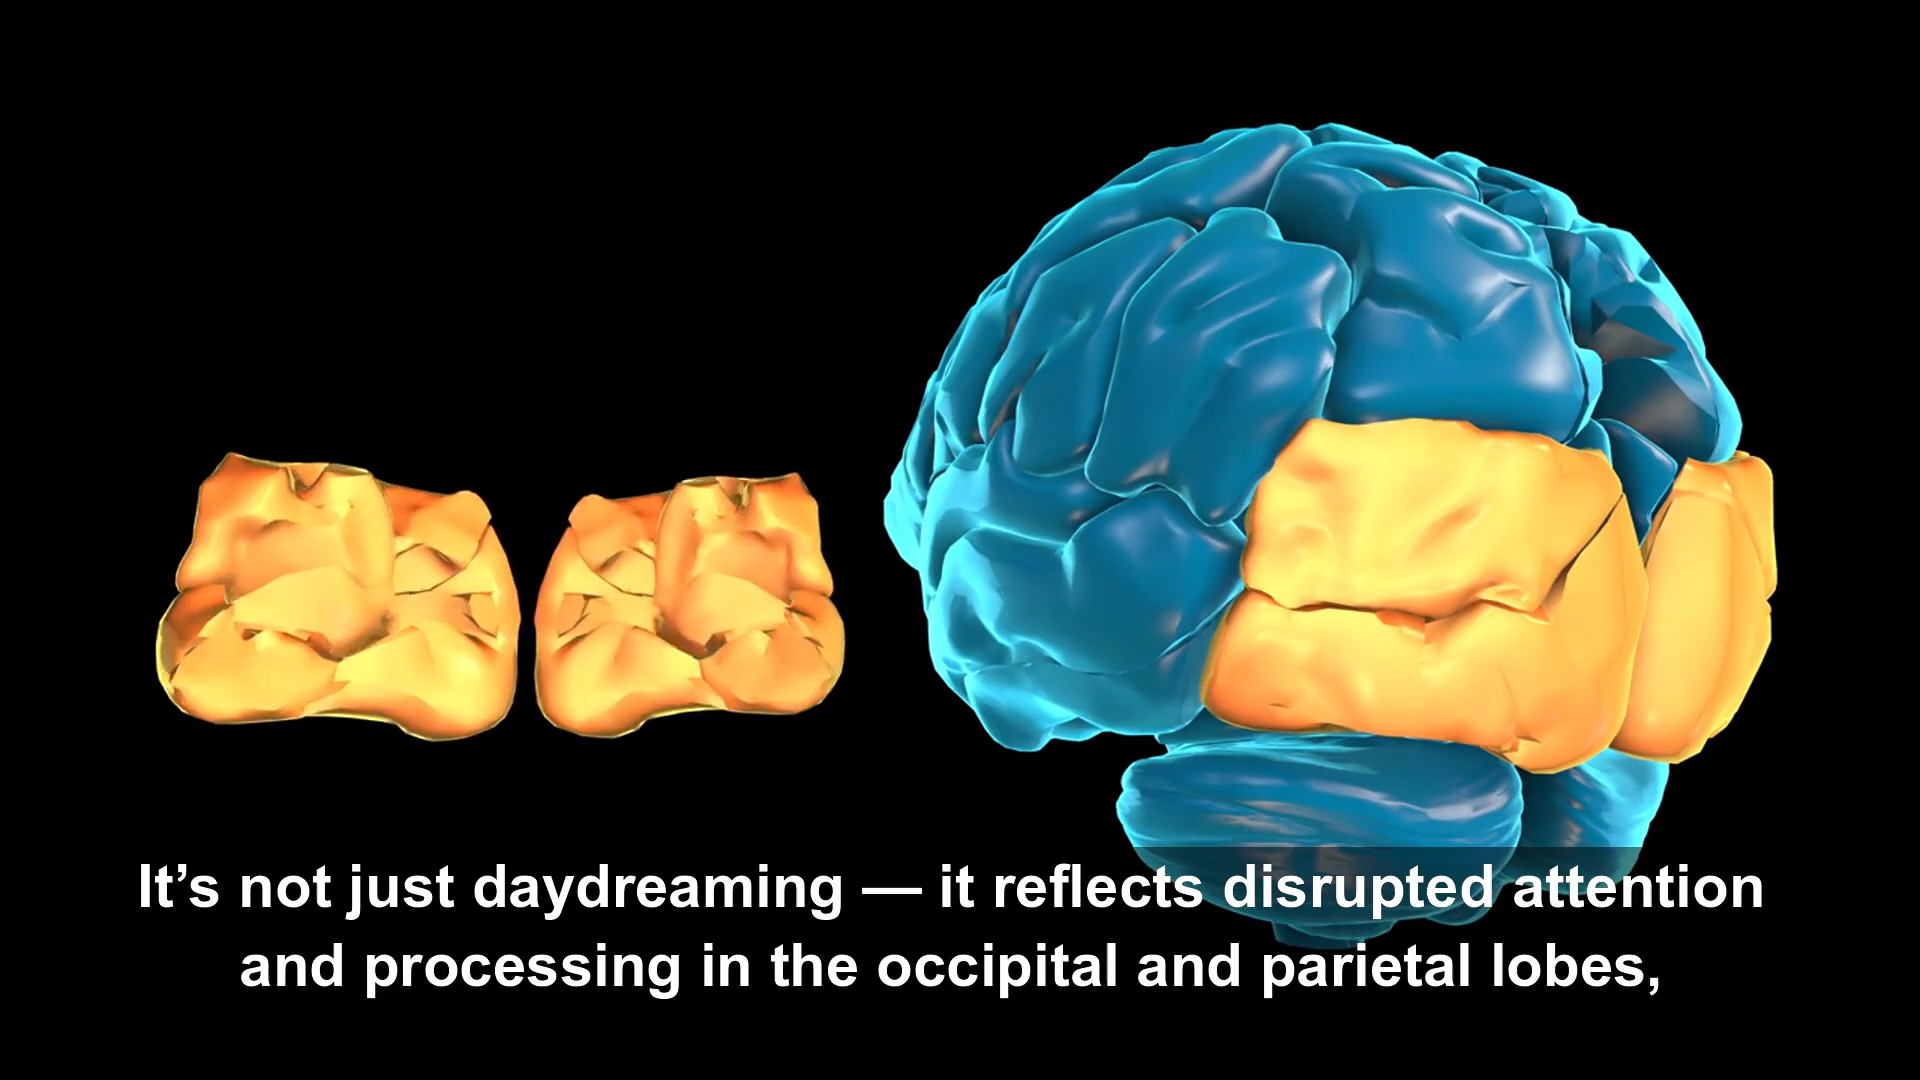 It’s not just daydreaming — it reflects disrupted attention
and processing in the occipital and parietal lobes,